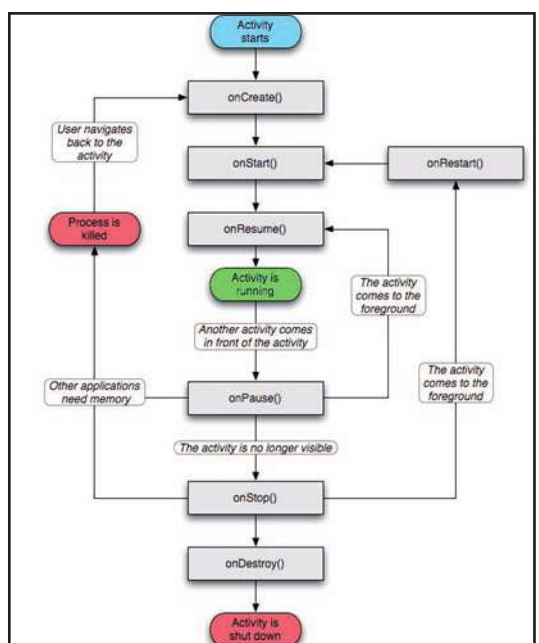 Activity
starts
onCreate()
User navigates
back to the
activity
onStart()
onRestart()
Process is
killed
onResume()
Activity is
running
The activity
comes to the
foreground
Another activity comes
in front of the activity
The activity
comes to the
foreground
Other applications
need memory
onPause()
The activity is no longer visible
onStop()
onDestroy()
Activity is
shut down